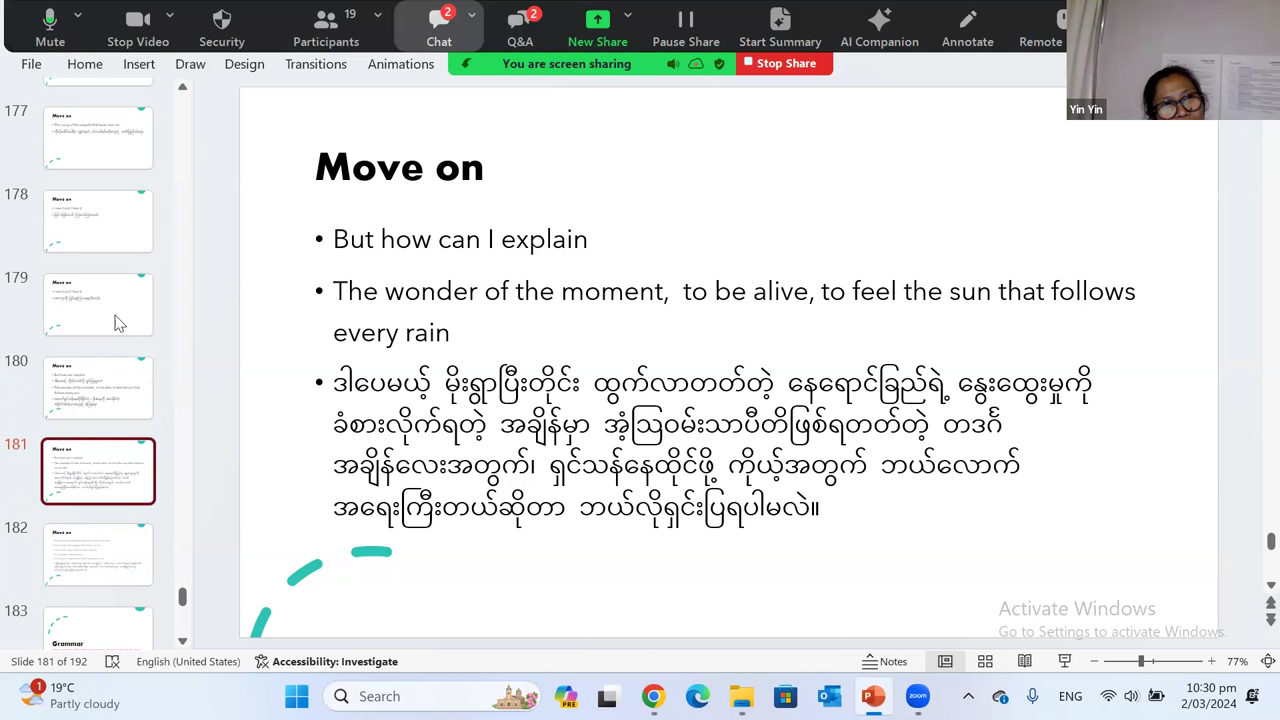 19
2
2
Mute
Stop Video
Security
Participants
Chat
Q&A
New Share
Pause Share
Start Summary
AI Companion
Annotate
Remote
File
Home
Insert
Draw
Design
Transitions
Animations
You are screen sharing
Stop Share
Yin Yin
177
Move on
178
Move on
179
Move on
180
Move on
181
Move on
182
Move on
183
Grammar
Move on
• But how can I explain
• The wonder of the moment, to be alive, to feel the sun that follows
every rain
• ဒါပေမယ့် မိုးရွာပြီးတိုင်း ထွက်လာတတ်တဲ့ နေရောင်ခြည်ရဲ့ နွေးထွေးမှုကို
ခံစားလိုက်ရတဲ့ အချိန်မှာ အံ့ဩဝမ်းသာပီတိဖြစ်ရတတ်တဲ့ တဒင်္ဂ
အချိန်လေးအတွက်၊ ရှင်သန်နေထိုင်ဖို့ ကိုယ့်အတွက် ဘယ်လောက်
အရေးကြီးတယ်ဆိုတာ ဘယ်လိုရှင်းပြရပါမလဲ။
Activate Windows
Go to Settings to activate Windows.
Slide 181 of 192
English (United States)
Accessibility: Investigate
Notes
77%
1
19°C
Partly cloudy
Search
PRE
zoom
ENG
10:30 pm
2/03/2024